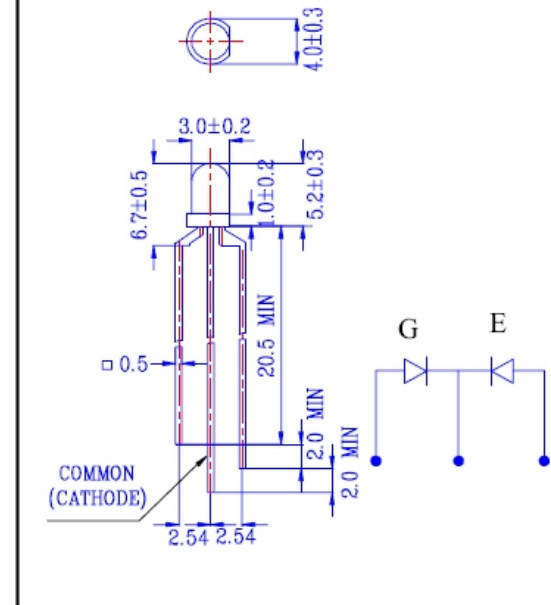 4.0±0.3
3.0±0.2
6.7±0.5
1.0±0.2
5.2±0.3
20.5 MIN
□ 0.5
2.0 MIN
2.0 MIN
COMMON
(CATHODE)
2.54 2.54
G E